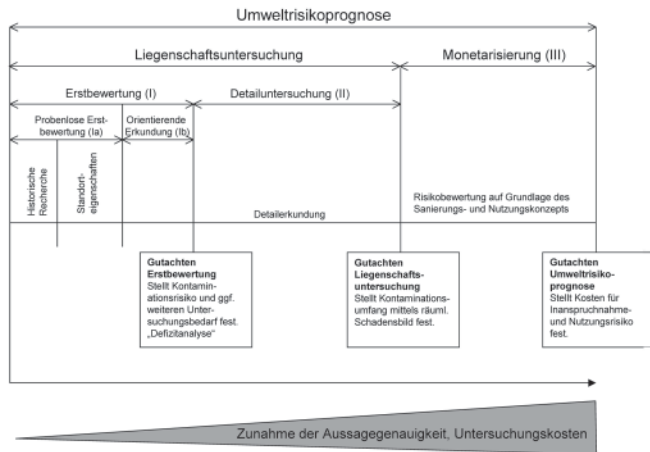 Umweltrisikoprognose
Liegenschaftsuntersuchung
Monetarisierung (III)
Erstbewertung (I)
Detailuntersuchung (II)
Probenlose Erst-
bewertung (Ia)
Orientierende
Erkundung (Ib)
Historische
Recherche
Standort-
eigenschaften
Detailerkundung
Risikobewertung auf Grundlage des
Sanierungs- und Nutzungskonzepts
Gutachten
Erstbewertung
Stellt Kontamin-
ationsrisiko und ggf.
weiteren Unter-
suchungsbedarf fest.
„Defizitanalyse“
Gutachten
Liegenschafts-
untersuchung
Stellt Kontaminations-
umfang mittels räuml.
Schadensbild fest.
Gutachten
Umweltrisiko-
prognose
Stellt Kosten für
Inanspruchnahme-
und Nutzungsrisiko
fest.
Zunahme der Aussagegenauigkeit, Untersuchungskosten